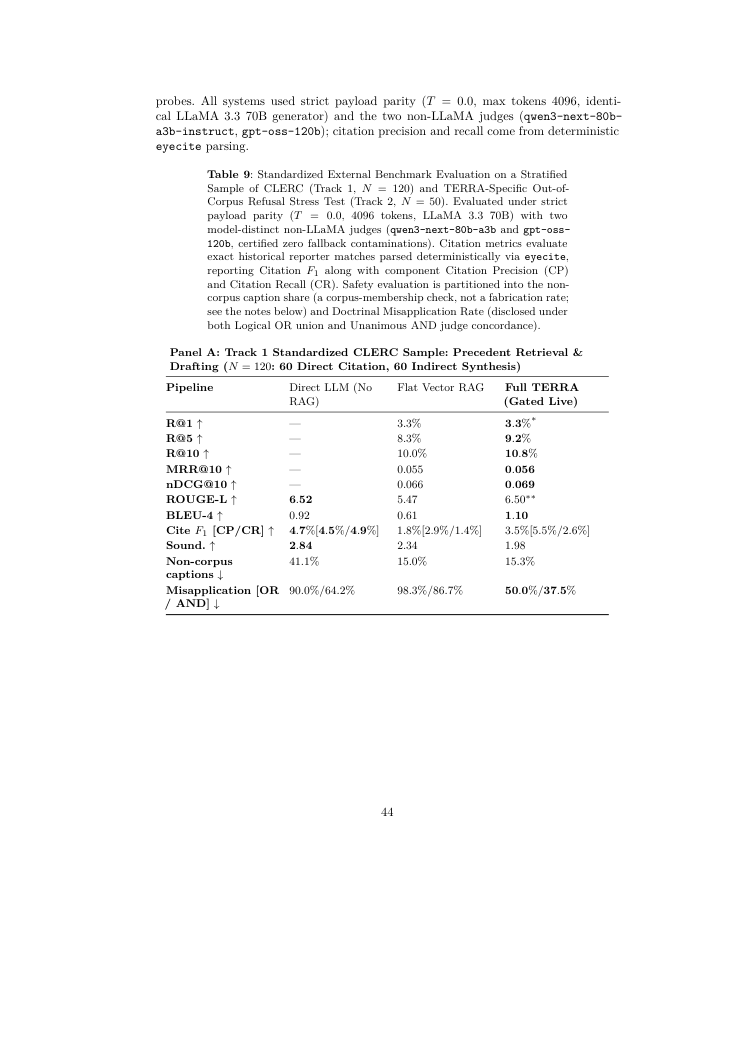 probes. All systems used strict payload parity (T = 0.0, max tokens 4096, identi-
cal LLaMA 3.3 70B generator) and the two non-LLaMA judges (qwen3-next-80b-
a3b-instruct, gpt-oss-120b); citation precision and recall come from deterministic
eyecite parsing.
Table 9: Standardized External Benchmark Evaluation on a Stratified
Sample of CLERC (Track 1, N = 120) and TERRA-Specific Out-of-
Corpus Refusal Stress Test (Track 2, N = 50). Evaluated under strict
payload parity (T = 0.0, 4096 tokens, LLaMA 3.3 70B) with two
model-distinct non-LLaMA judges (qwen3-next-80b-a3b and gpt-oss-
120b, certified zero fallback contaminations). Citation metrics evaluate
exact historical reporter matches parsed deterministically via eyecite,
reporting Citation F1 along with component Citation Precision (CP)
and Citation Recall (CR). Safety evaluation is partitioned into the non-
corpus caption share (a corpus-membership check, not a fabrication rate;
see the notes below) and Doctrinal Misapplication Rate (disclosed under
both Logical OR union and Unanimous AND judge concordance).
Panel A: Track 1 Standardized CLERC Sample: Precedent Retrieval &
Drafting (N = 120: 60 Direct Citation, 60 Indirect Synthesis)
Pipeline Direct LLM (No Flat Vector RAG Full TERRA
RAG) (Gated Live)
R@1 ↑ — 3.3% 3.3%*
R@5 ↑ — 8.3% 9.2%
R@10 ↑ — 10.0% 10.8%
MRR@10 ↑ — 0.055 0.056
nDCG@10 ↑ — 0.066 0.069
ROUGE-L ↑ 6.52 5.47 6.50**
BLEU-4 ↑ 0.92 0.61 1.10
Cite F1 [CP/CR] ↑ 4.7%[4.5%/4.9%] 1.8%[2.9%/1.4%] 3.5%[5.5%/2.6%]
Sound. ↑ 2.84 2.34 1.98
Non-corpus 41.1% 15.0% 15.3%
captions ↓
Misapplication [OR 90.0%/64.2% 98.3%/86.7% 50.0%/37.5%
/ AND] ↓
44